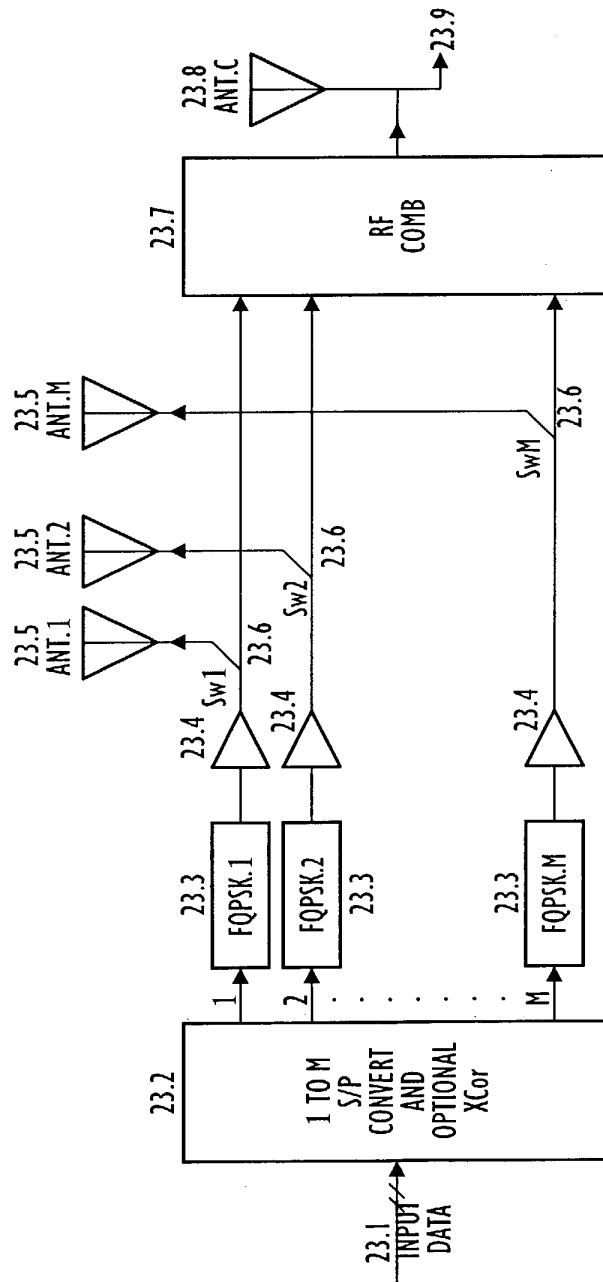 23.1
INPUT
DATA
23.2
1 TO M
S/P
CONVERT
AND
OPTIONAL
XCor
1
2
. . . . . . . .
M
23.3
FQPSK.1
FQPSK.2
23.3
23.3
FQPSK.M
23.4
23.4
23.4
Sw1
23.6
Sw2
23.6
SwM
23.6
23.5
ANT.1
23.5
ANT.2
23.5
ANT.M
23.7
RF
COMB
23.8
ANT.C
23.9